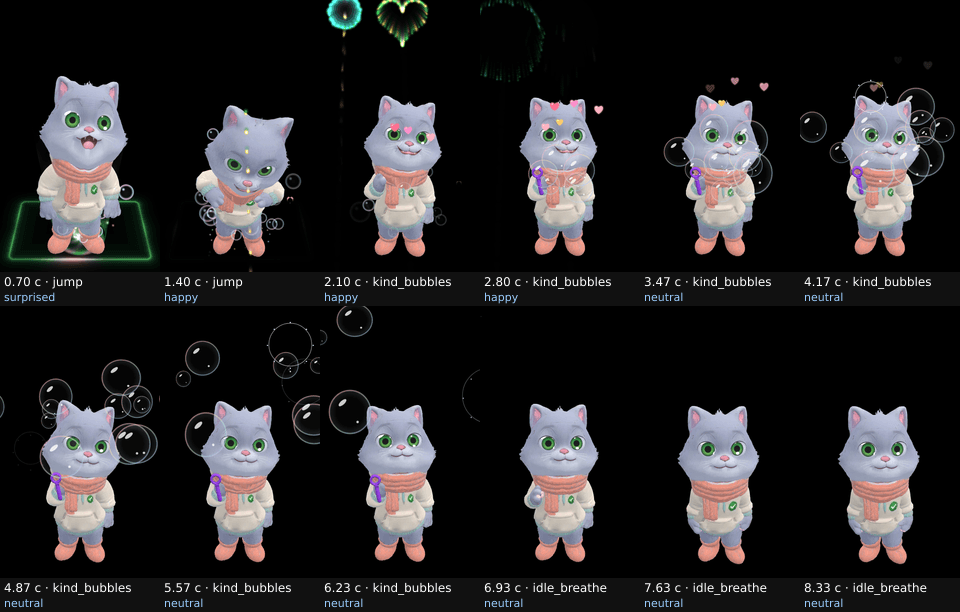 0.70 c · jump
surprised
1.40 c · jump
happy
2.10 c · kind_bubbles
happy
2.80 c · kind_bubbles
happy
3.47 c · kind_bubbles
neutral
4.17 c · kind_bubbles
neutral
4.87 c · kind_bubbles
neutral
5.57 c · kind_bubbles
neutral
6.23 c · kind_bubbles
neutral
6.93 c · idle_breathe
neutral
7.63 c · idle_breathe
neutral
8.33 c · idle_breathe
neutral